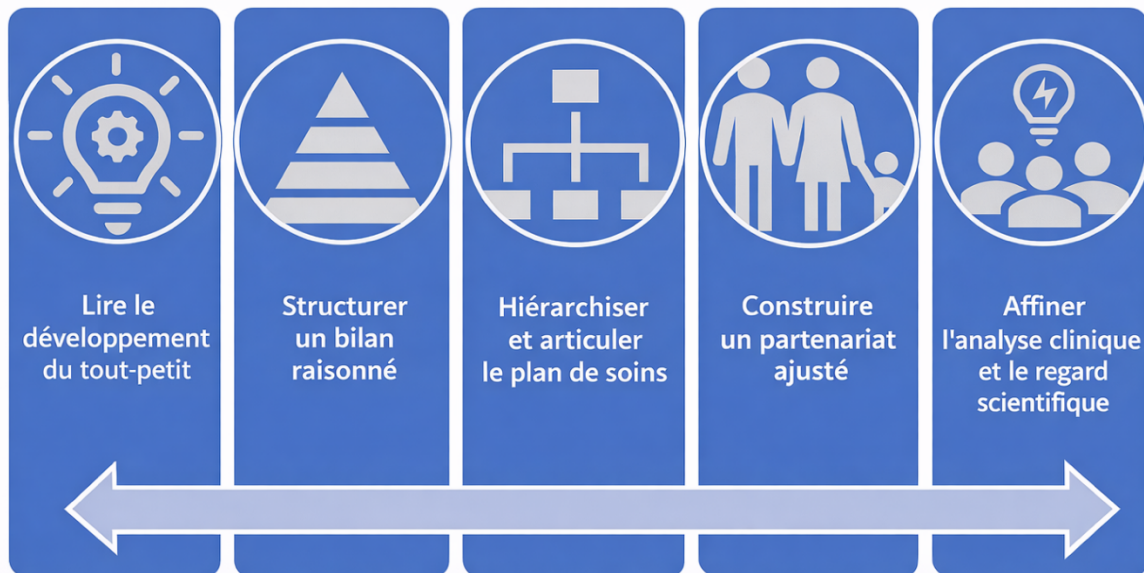 Lire le
développement
du tout-petit
Structurer
un bilan
raisonné
Hiérarchiser
et articuler
le plan de soins
Construire
un partenariat
ajusté
Affiner
l'analyse clinique
et le regard
scientifique